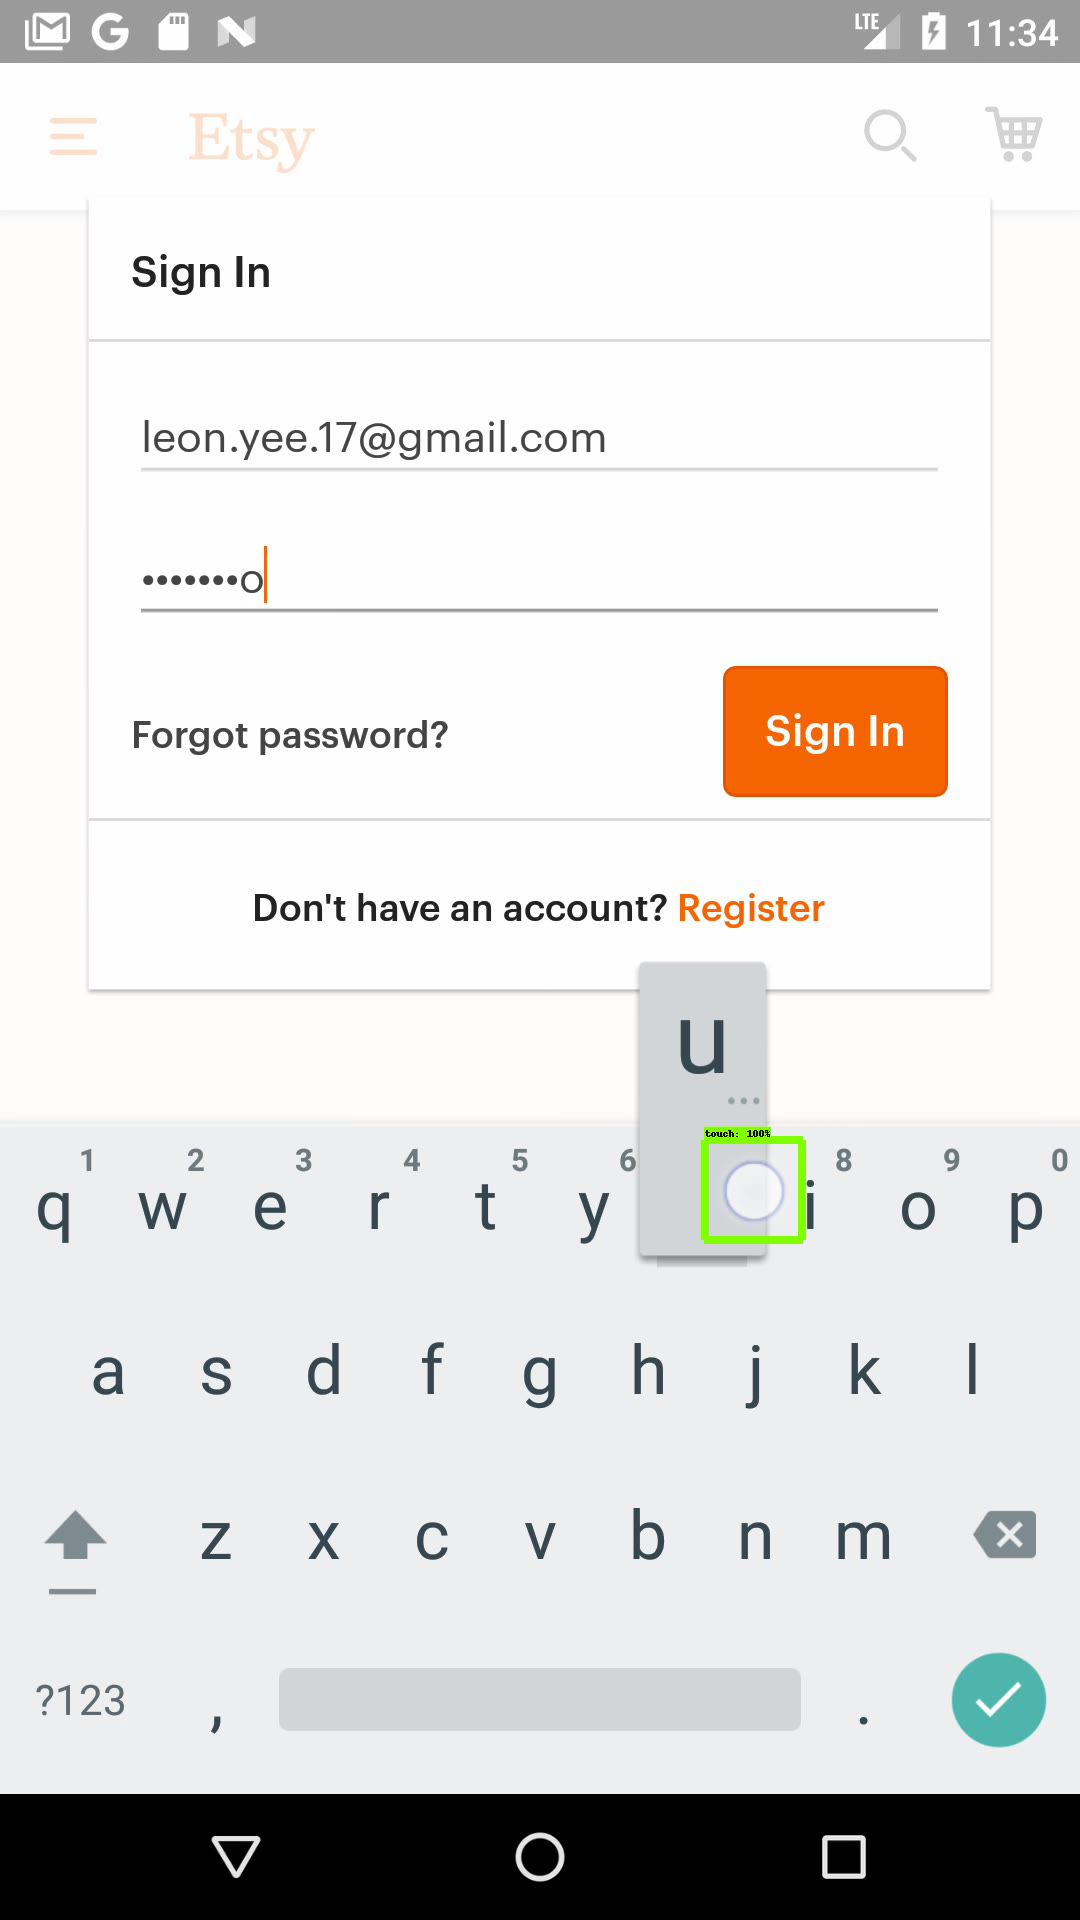 LTE 11:34
Etsy
Sign In
leon.yee.17@gmail.com
•••••••o
Forgot password?
Sign In
Don't have an account? Register
u
...
touch: 100%
1 2 3 4 5 6 8 9 0
q w e r t y i o p
a s d f g h j k l
z x c v b n m
?123 , .